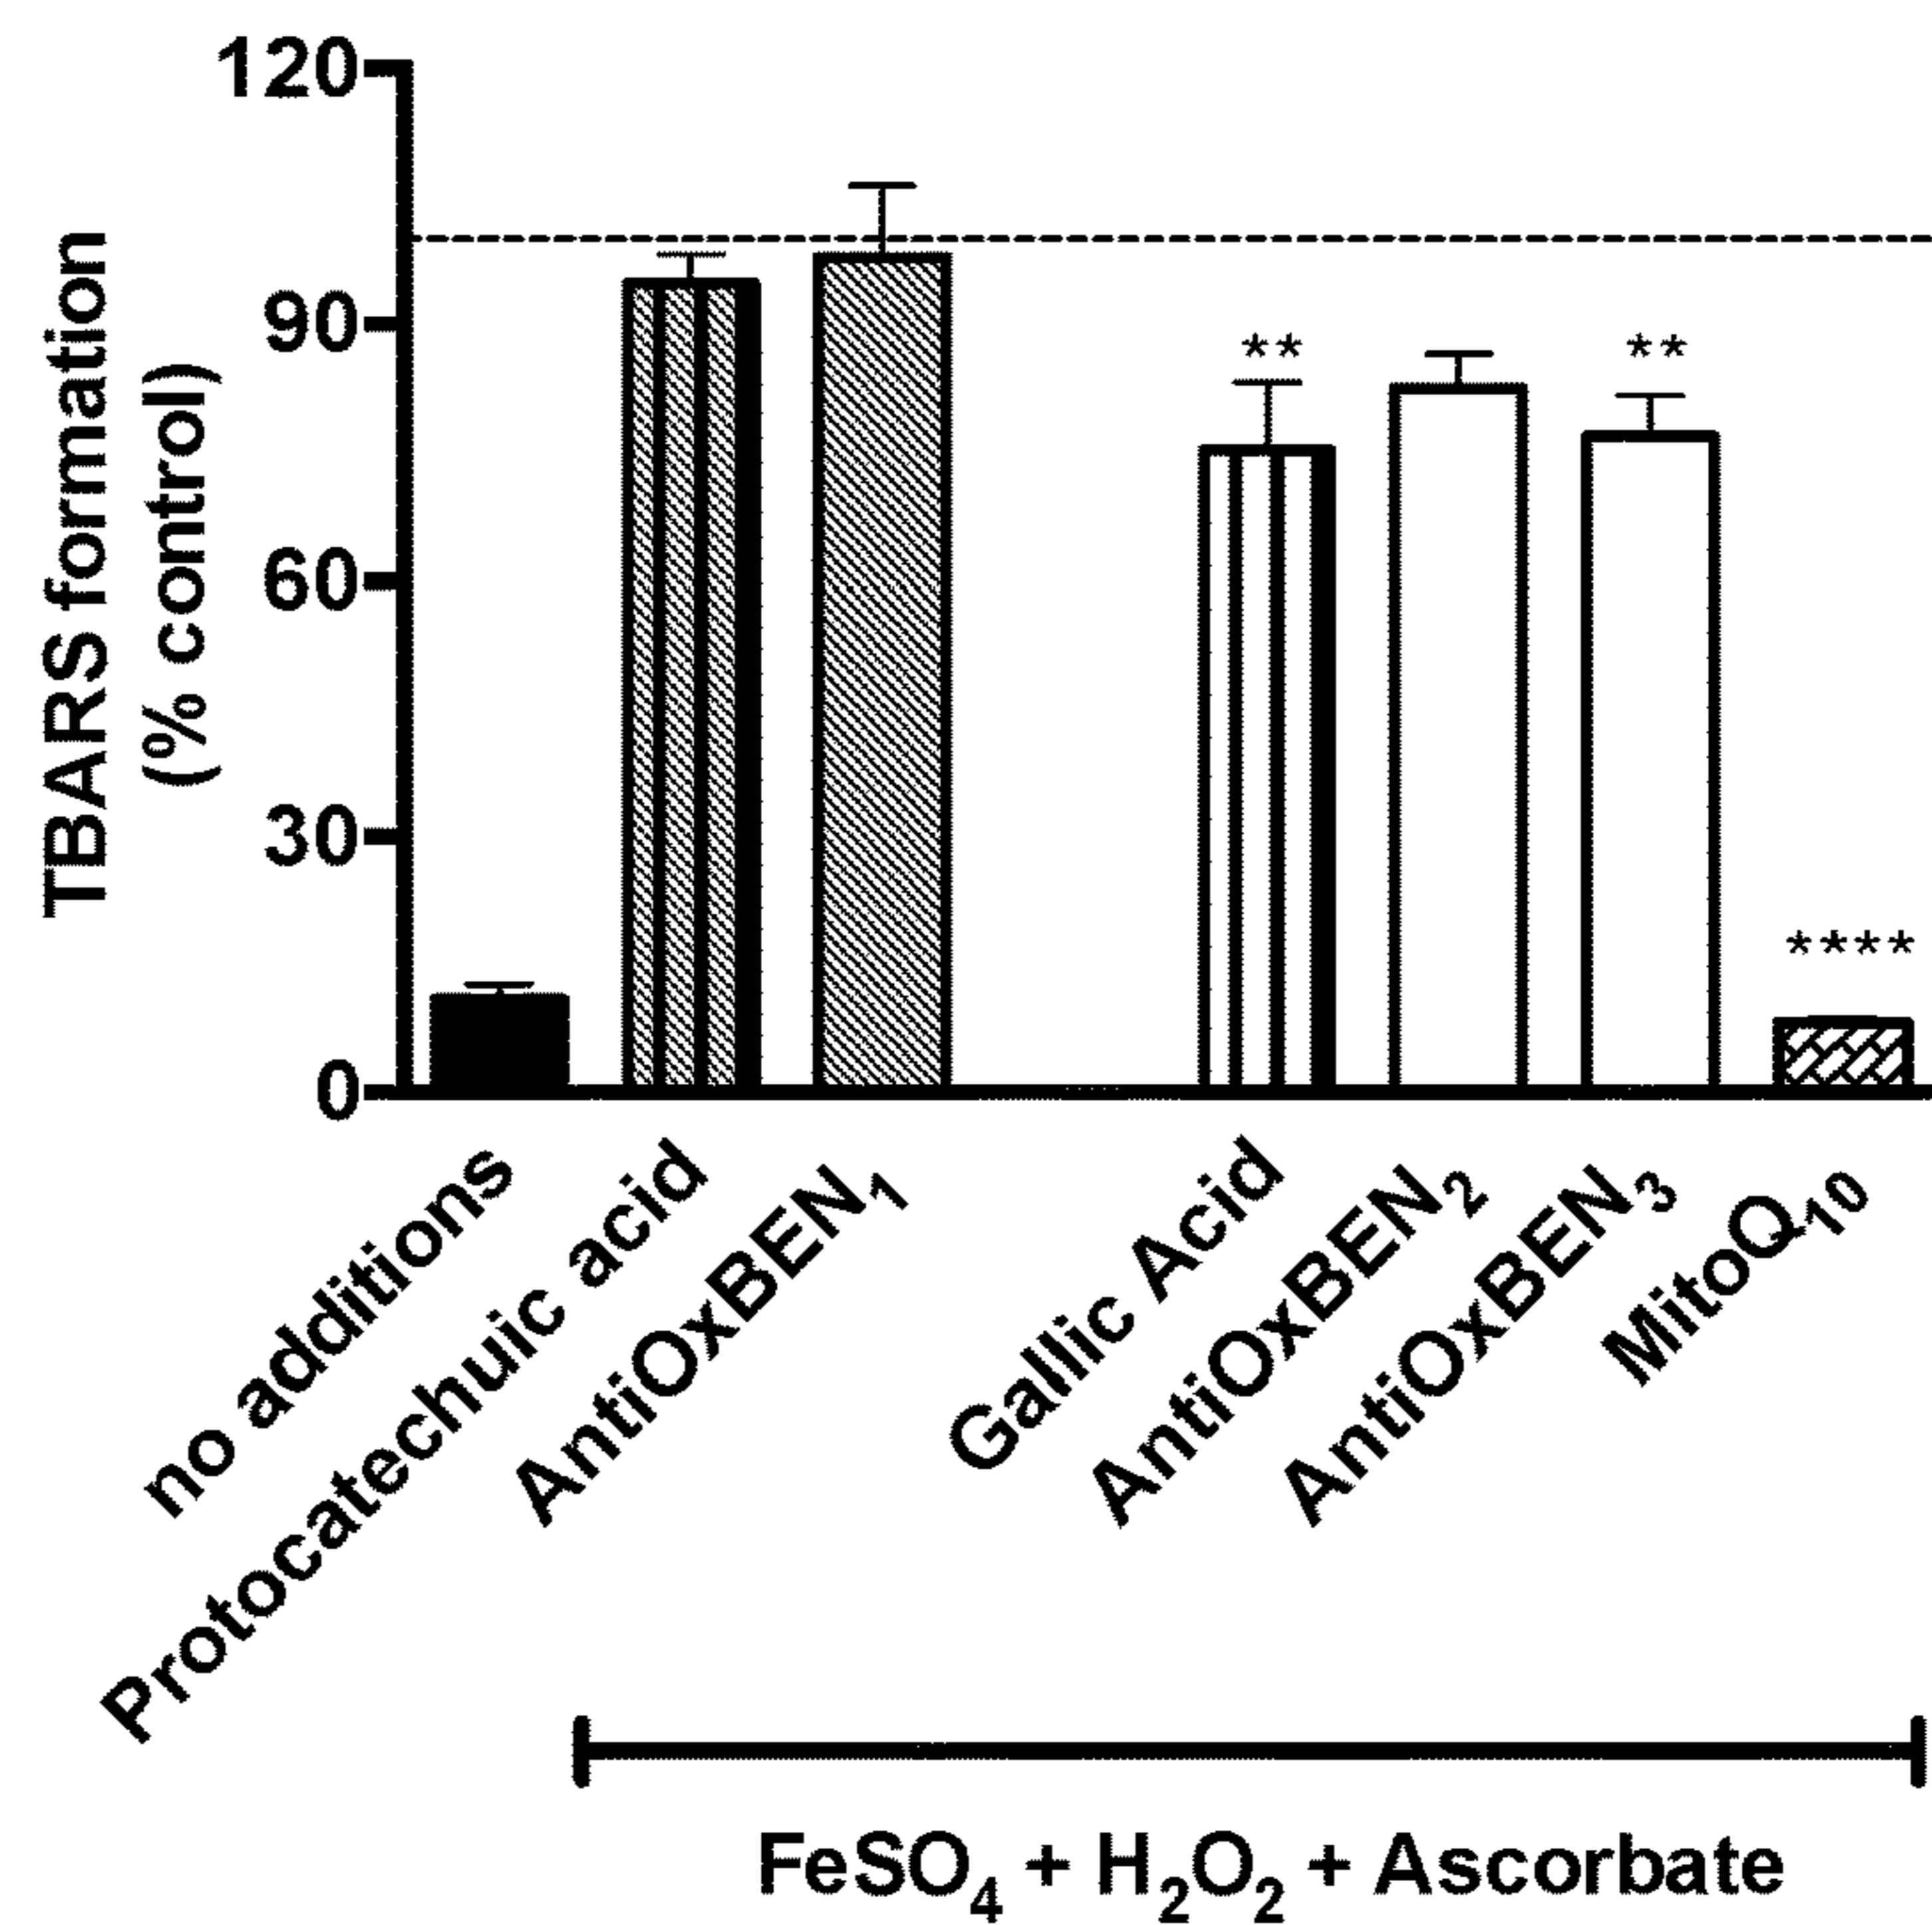 TBARS formation
(% control)
120
90
60
30
0
**
**
****
no additions
Protocatechuic acid
AntiOxBEN₁
Gallic Acid
AntiOxBEN₂
AntiOxBEN₃
MitoQ₁₀
FeSO₄ + H₂O₂ + Ascorbate